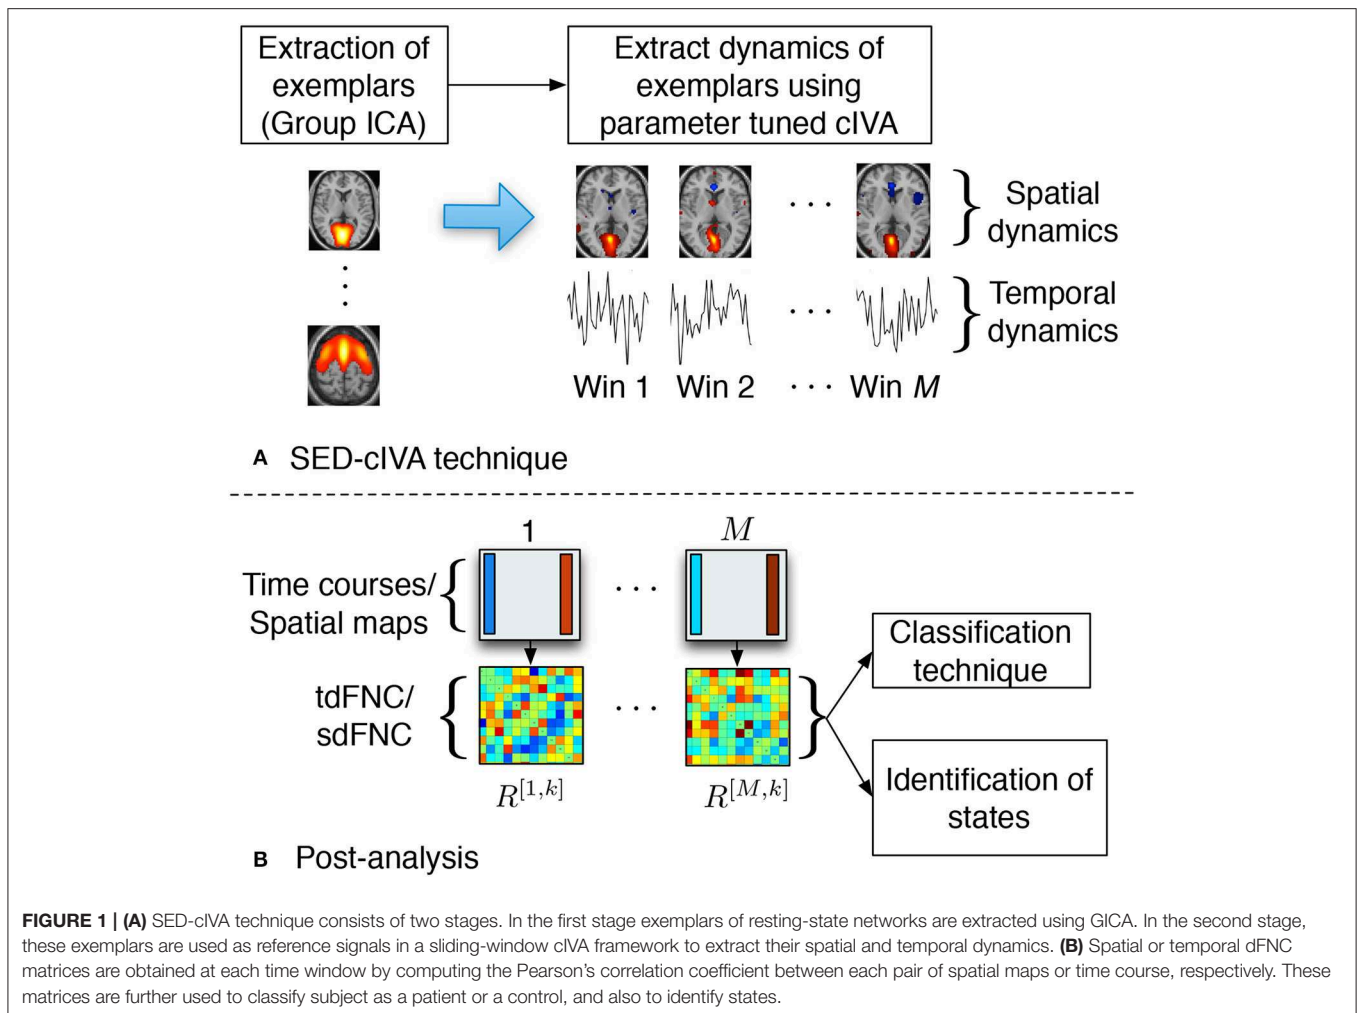 Extraction of
exemplars
(Group ICA)
Extract dynamics of
exemplars using
parameter tuned cIVA
Spatial
dynamics
Temporal
dynamics
Win 1 Win 2 · · · Win M
A SED-cIVA technique
1 M
Time courses/
Spatial maps
tdFNC/
sdFNC
R^{[1,k]} R^{[M,k]}
Classification
technique
Identification of
states
B Post-analysis
FIGURE 1 | (A) SED-cIVA technique consists of two stages. In the first stage exemplars of resting-state networks are extracted using GICA. In the second stage,
these exemplars are used as reference signals in a sliding-window cIVA framework to extract their spatial and temporal dynamics. (B) Spatial or temporal dFNC
matrices are obtained at each time window by computing the Pearson's correlation coefficient between each pair of spatial maps or time course, respectively. These
matrices are further used to classify subject as a patient or a control, and also to identify states.